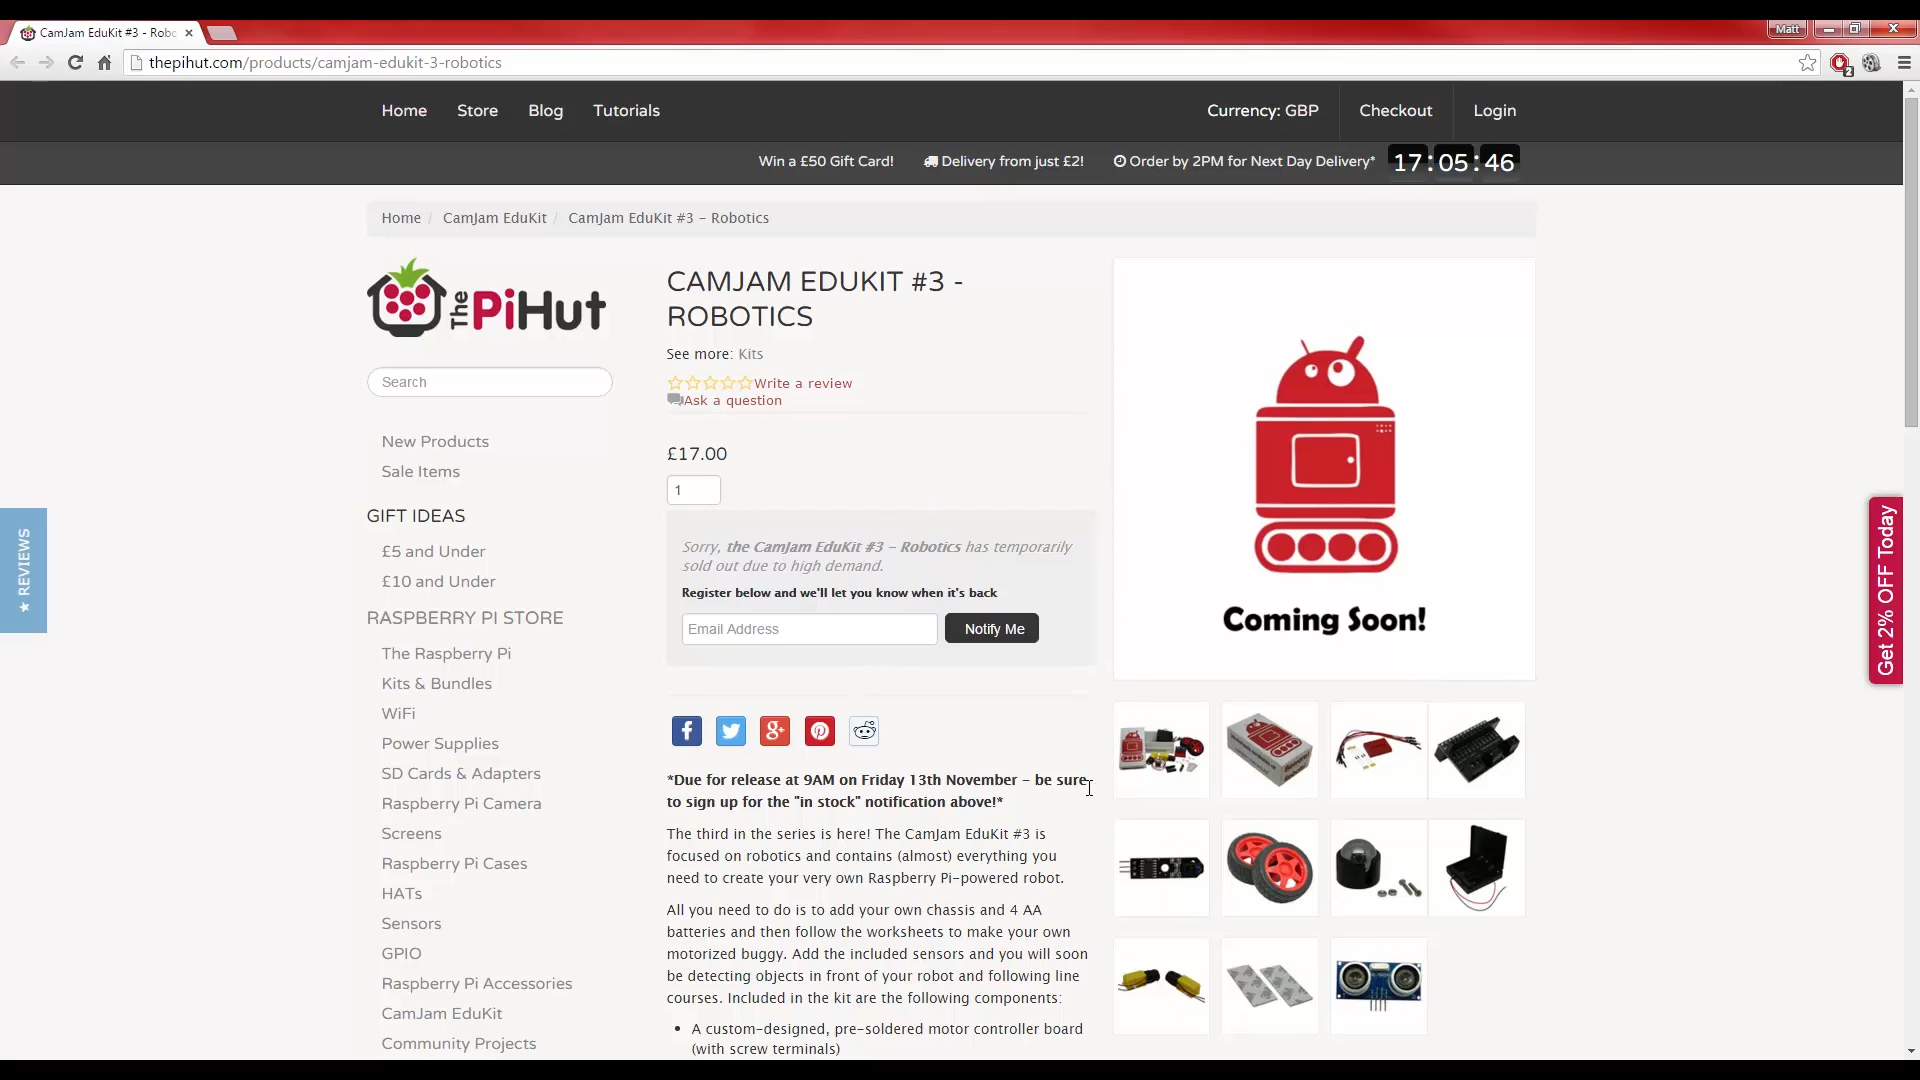 CamJam EduKit #3 - Robo
Matt
thepihut.com/products/camjam-edukit-3-robotics
2
Home
Store
Blog
Tutorials
Currency: GBP
Checkout
Login
Win a £50 Gift Card!
Delivery from just £2!
Order by 2PM for Next Day Delivery*
17:05:46
Home / CamJam EduKit / CamJam EduKit #3 - Robotics
The PiHut
Search
New Products
Sale Items
GIFT IDEAS
£5 and Under
£10 and Under
RASPBERRY PI STORE
The Raspberry Pi
Kits & Bundles
WiFi
Power Supplies
SD Cards & Adapters
Raspberry Pi Camera
Screens
Raspberry Pi Cases
HATs
Sensors
GPIO
Raspberry Pi Accessories
CamJam EduKit
Community Projects
★ REVIEWS
CAMJAM EDUKIT #3 -
ROBOTICS
See more: Kits
Write a review
Ask a question
£17.00
1
Sorry, the CamJam EduKit #3 - Robotics has temporarily
sold out due to high demand.
Register below and we'll let you know when it's back
Email Address
Notify Me
*Due for release at 9AM on Friday 13th November - be sure
to sign up for the "in stock" notification above!*
The third in the series is here! The CamJam EduKit #3 is
focused on robotics and contains (almost) everything you
need to create your very own Raspberry Pi-powered robot.
All you need to do is to add your own chassis and 4 AA
batteries and then follow the worksheets to make your own
motorized buggy. Add the included sensors and you will soon
be detecting objects in front of your robot and following line
courses. Included in the kit are the following components:
• A custom-designed, pre-soldered motor controller board
(with screw terminals)
Coming Soon!
Get 2% OFF Today